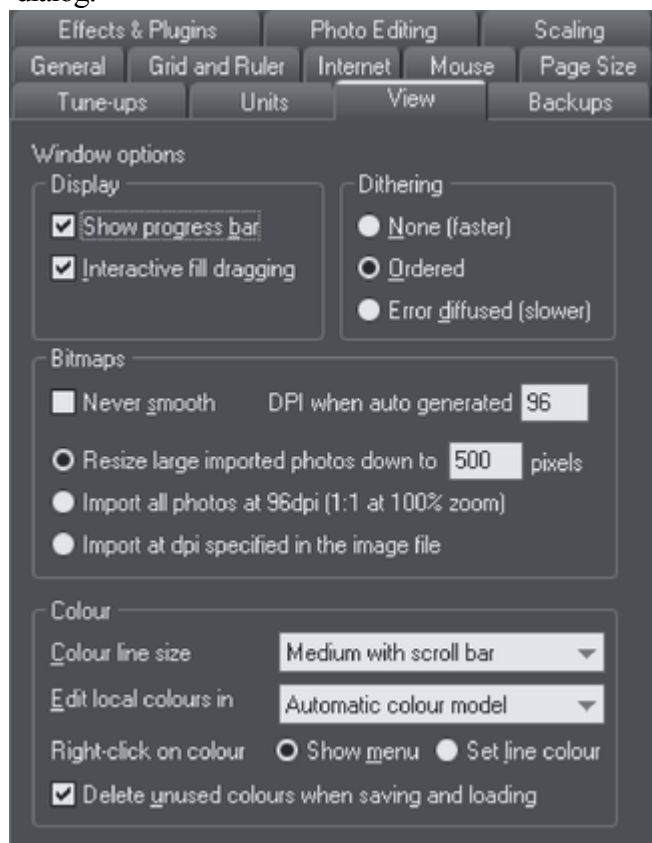 dialog.
Effects & Plugins Photo Editing Scaling
General Grid and Ruler Internet Mouse Page Size
Tune-ups Units View Backups
Window options
Display
Show progress bar
Interactive fill dragging
Dithering
None (faster)
Ordered
Error diffused (slower)
Bitmaps
Never smooth DPI when auto generated 96
Resize large imported photos down to 500 pixels
Import all photos at 96dpi (1:1 at 100% zoom)
Import at dpi specified in the image file
Colour
Colour line size Medium with scroll bar
Edit local colours in Automatic colour model
Right-click on colour Show menu Set line colour
Delete unused colours when saving and loading